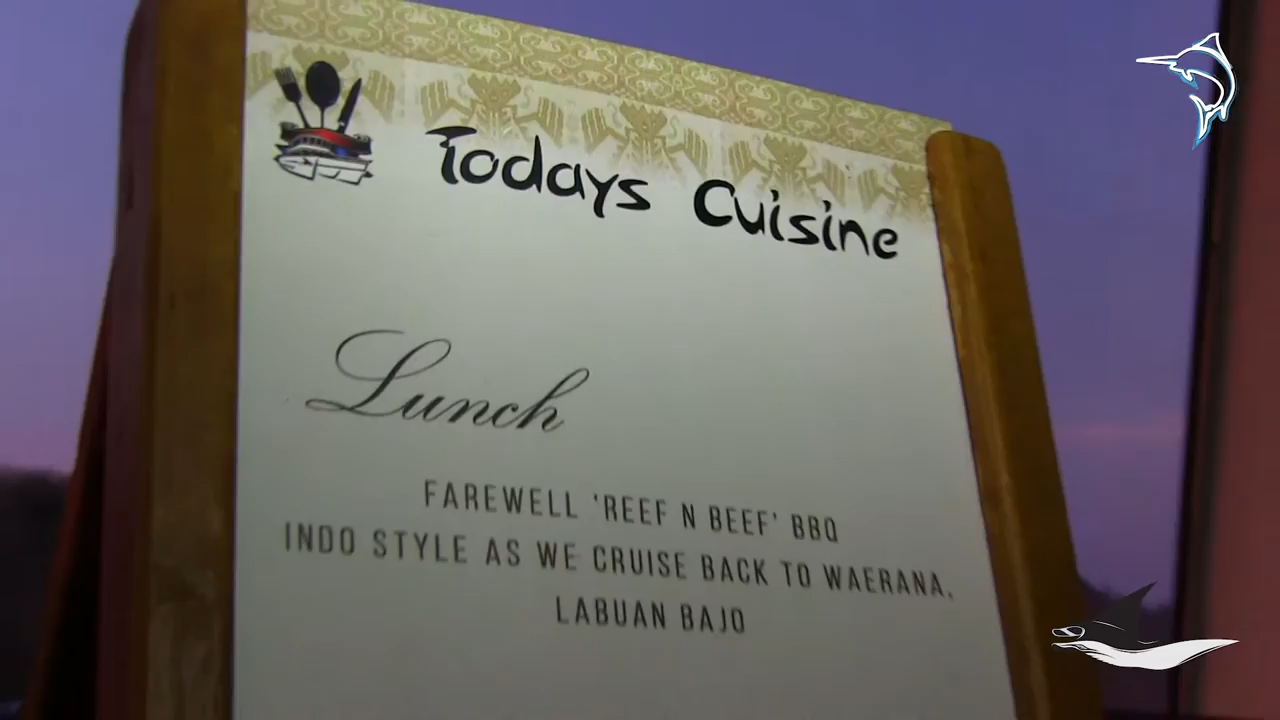 Todays Cuisine
Lunch
FAREWELL 'REEF N BEEF' BBQ
INDO STYLE AS WE CRUISE BACK TO WAERANA,
LABUAN BAJO